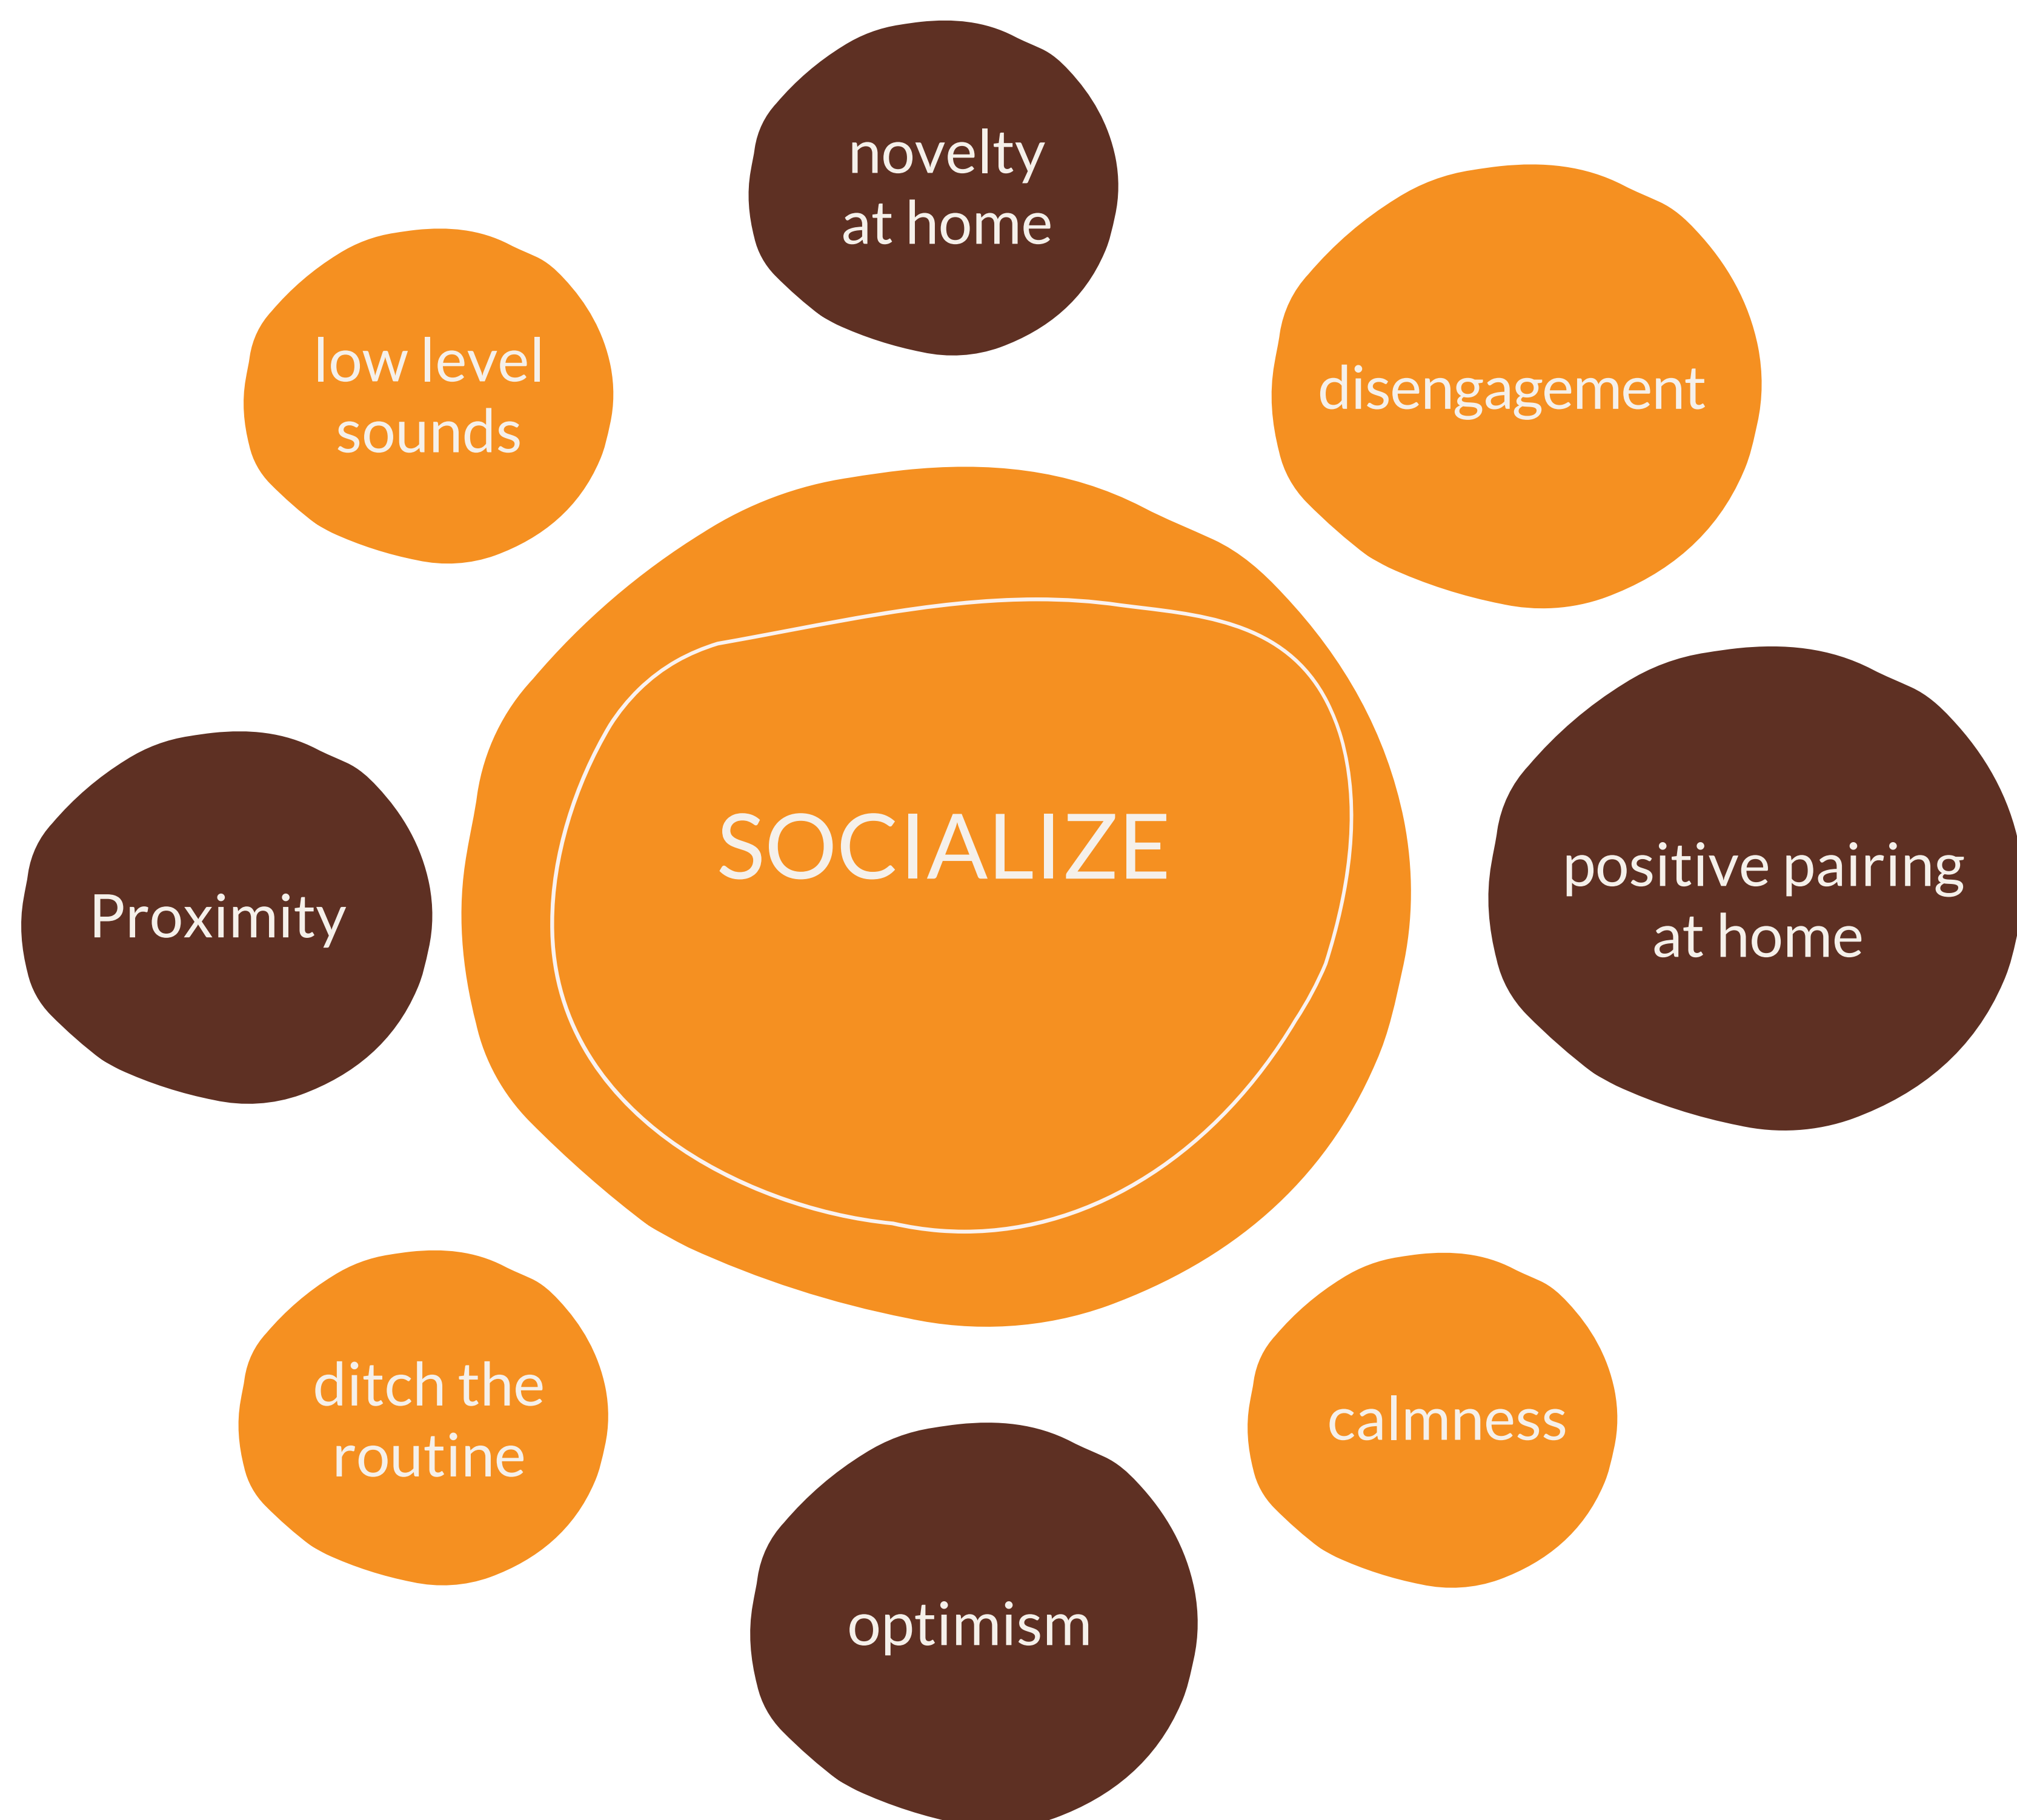 novelty
at home
low level
sounds
disengagement
SOCIALIZE
positive pairing
at home
Proximity
ditch the
routine
calmness
optimism